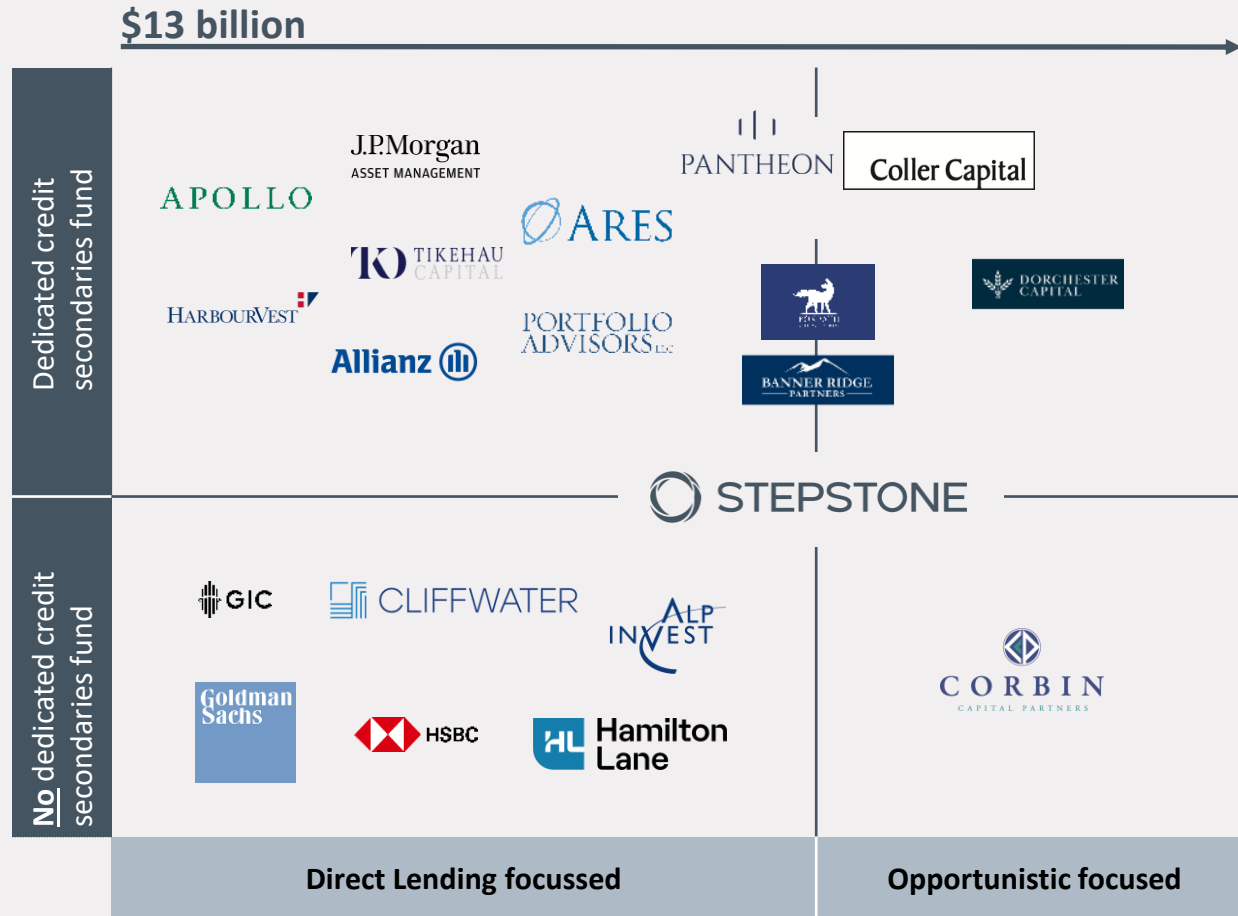 $13 billion
Dedicated credit
secondaries fund
J.P.Morgan
ASSET MANAGEMENT
APOLLO
PANTHEON
Coller Capital
ARES
TIKEHAU
CAPITAL
DORCHESTER
CAPITAL
HARBOURVEST
PORTFOLIO
ADVISORS LLC
Allianz
BANNER RIDGE
PARTNERS
STEPSTONE
No dedicated credit
secondaries fund
GIC
CLIFFWATER
ALP
INVEST
CORBIN
CAPITAL PARTNERS
Goldman
Sachs
HSBC
HL
Hamilton
Lane
Direct Lending focussed
Opportunistic focused